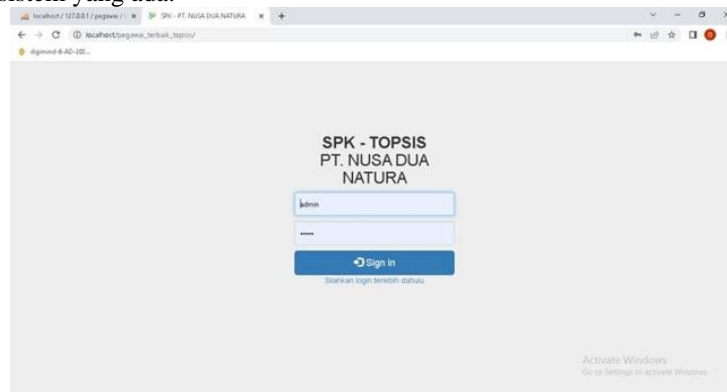 sistem yang ada.
localhost / 127.0.0.1 / pegawai / t
SPK - PT. NUSA DUA NATURA
localhost/pegawai_terbaik_topsis/
SPK - TOPSIS
PT. NUSA DUA
NATURA
admin
•••••
Sign in
Silahkan login terlebih dahulu
Activate Windows
Go to Settings to activate Windows.